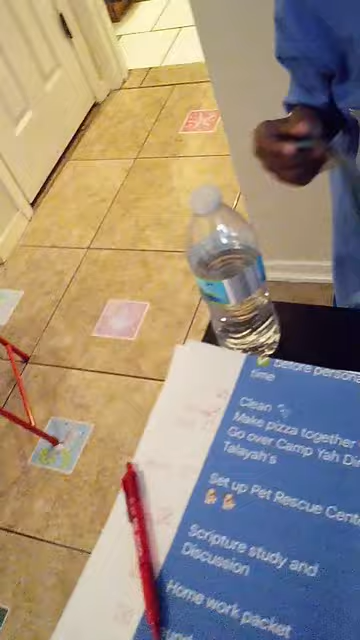 before persona
time
Clean
Make pizza together
Go over Camp Yah Di
Talayah's
Set up Pet Rescue Cent
Scripture study and
Discussion
Home work packet